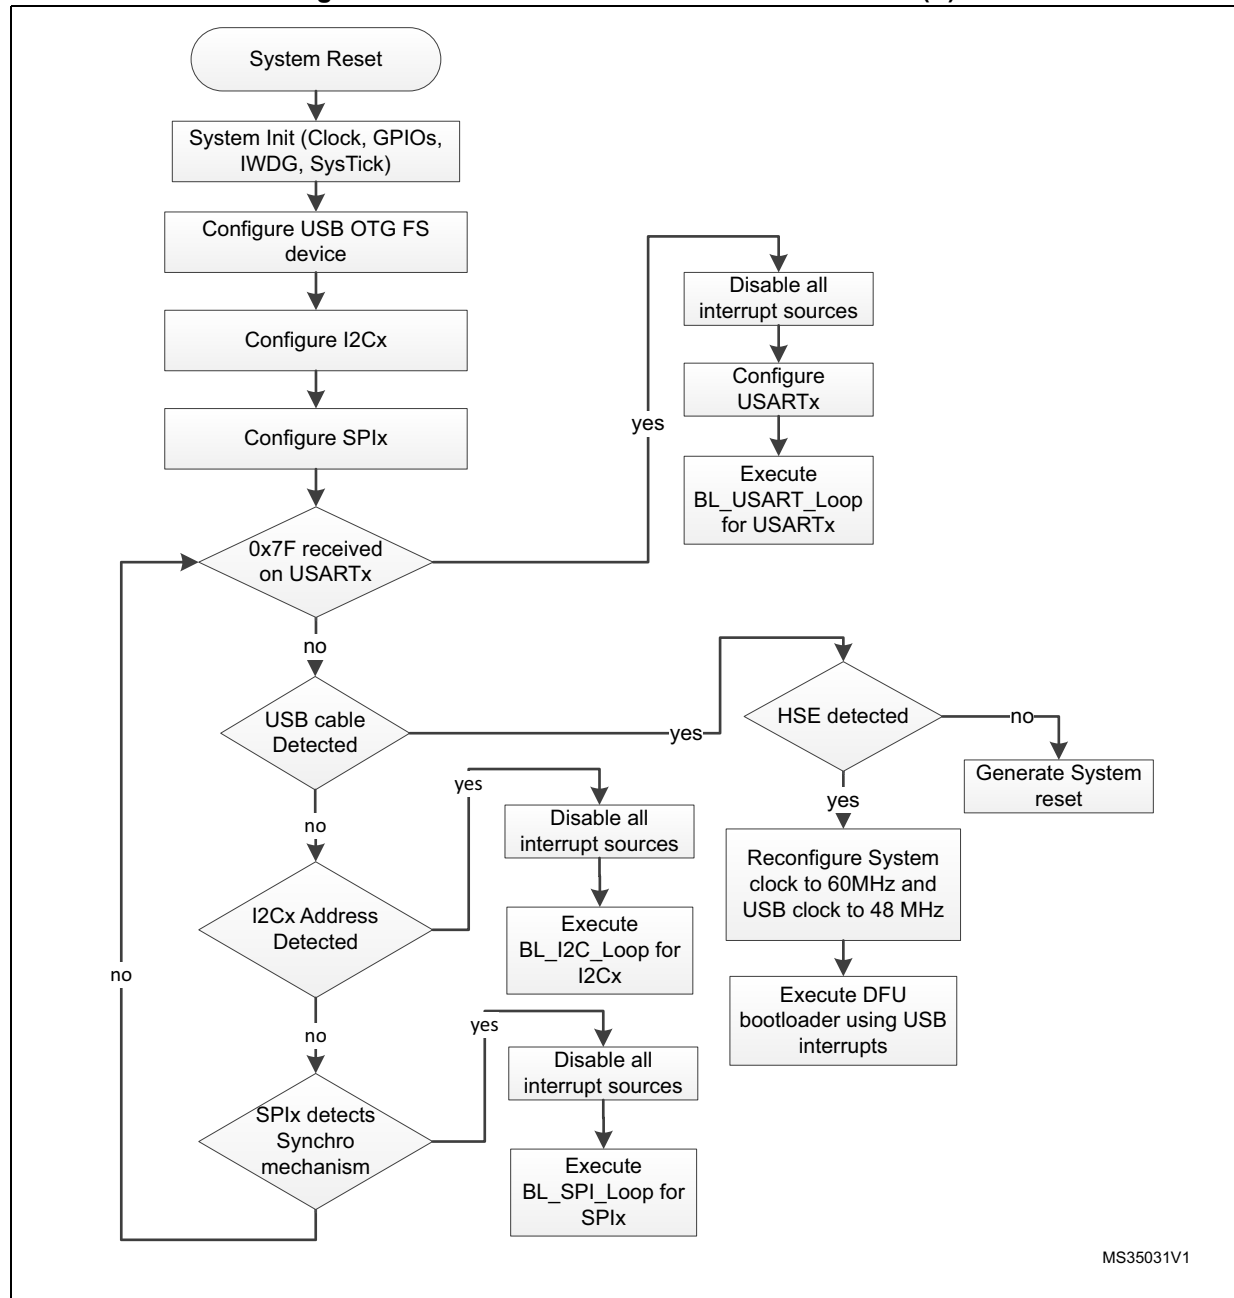 System Reset
System Init (Clock, GPIOs,
IWDG, SysTick)
Configure USB OTG FS
device
Configure I2Cx
Configure SPIx
0x7F received
on USARTx
yes
Disable all
interrupt sources
Configure
USARTx
Execute
BL_USART_Loop
for USARTx
no
USB cable
Detected
yes
HSE detected
no
Generate System
reset
yes
Reconfigure System
clock to 60MHz and
USB clock to 48 MHz
Execute DFU
bootloader using USB
interrupts
no
I2Cx Address
Detected
yes
Disable all
interrupt sources
Execute
BL_I2C_Loop for
I2Cx
no
SPIx detects
Synchro
mechanism
yes
Disable all
interrupt sources
Execute
BL_SPI_Loop for
SPIx
no
MS35031V1